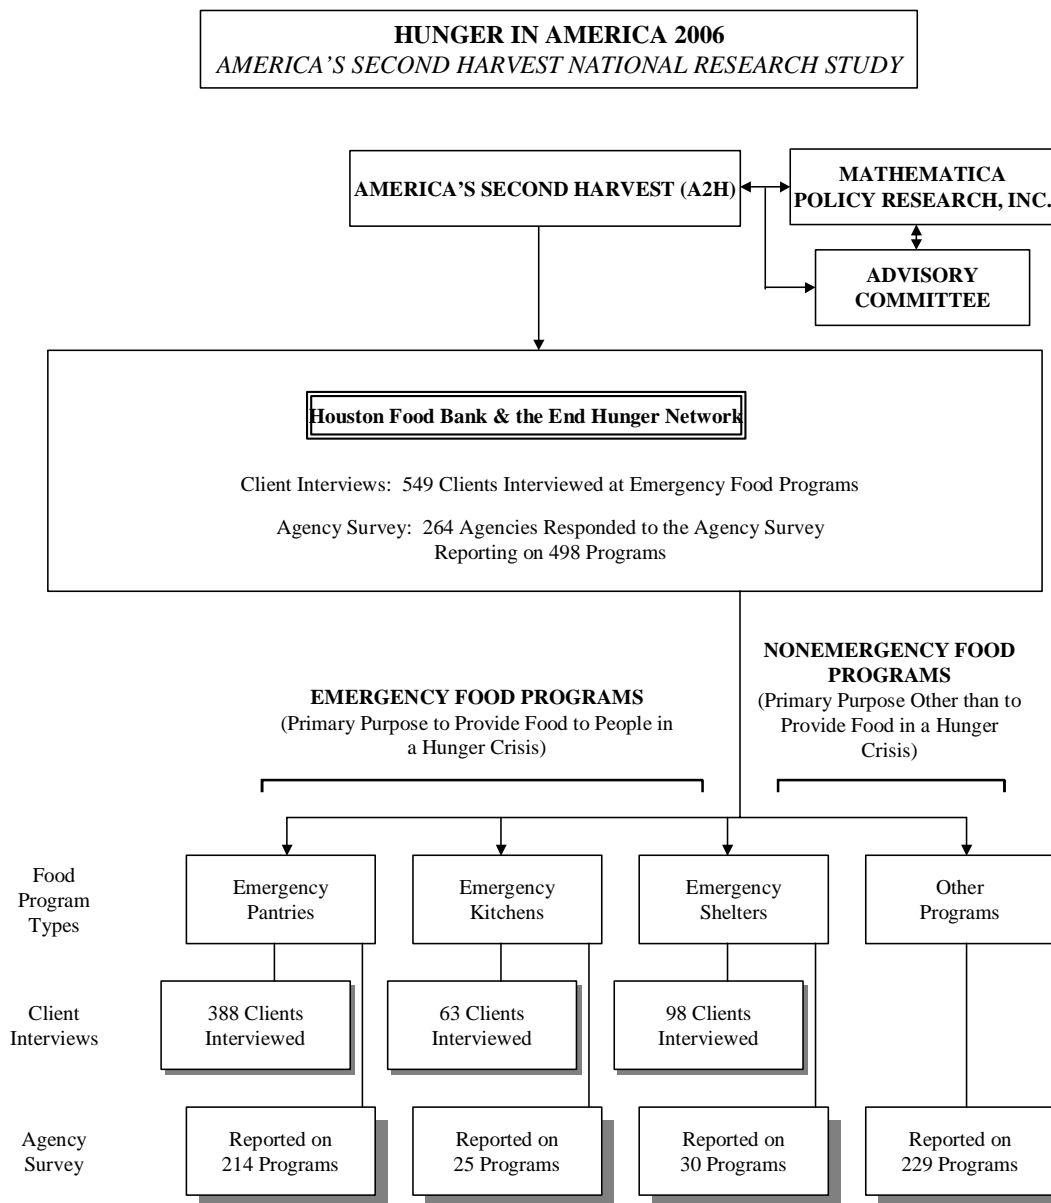 HUNGER IN AMERICA 2006
AMERICA'S SECOND HARVEST NATIONAL RESEARCH STUDY
AMERICA'S SECOND HARVEST (A2H)
MATHEMATICA
POLICY RESEARCH, INC.
ADVISORY
COMMITTEE
Houston Food Bank & the End Hunger Network
Client Interviews: 549 Clients Interviewed at Emergency Food Programs
Agency Survey: 264 Agencies Responded to the Agency Survey
Reporting on 498 Programs
EMERGENCY FOOD PROGRAMS
(Primary Purpose to Provide Food to People in
a Hunger Crisis)
NONEMERGENCY FOOD
PROGRAMS
(Primary Purpose Other than to
Provide Food in a Hunger
Crisis)
Food
Program
Types
Emergency
Pantries
Emergency
Kitchens
Emergency
Shelters
Other
Programs
Client
Interviews
388 Clients
Interviewed
63 Clients
Interviewed
98 Clients
Interviewed
Agency
Survey
Reported on
214 Programs
Reported on
25 Programs
Reported on
30 Programs
Reported on
229 Programs